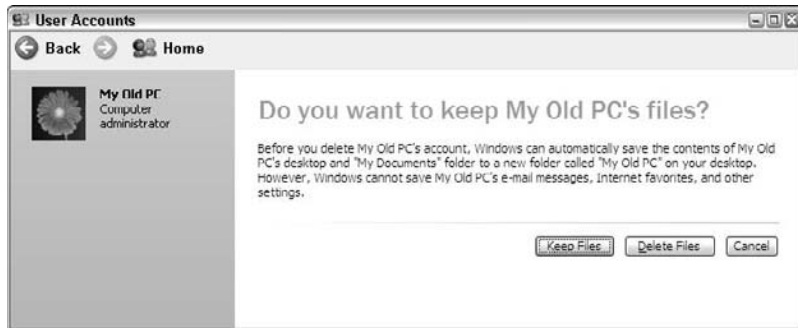 User Accounts
Back Home
My Old PC
Computer
administrator
Do you want to keep My Old PC's files?
Before you delete My Old PC's account, Windows can automatically save the contents of My Old
PC's desktop and "My Documents" folder to a new folder called "My Old PC" on your desktop.
However, Windows cannot save My Old PC's e-mail messages, Internet favorites, and other
settings.
Keep Files Delete Files Cancel